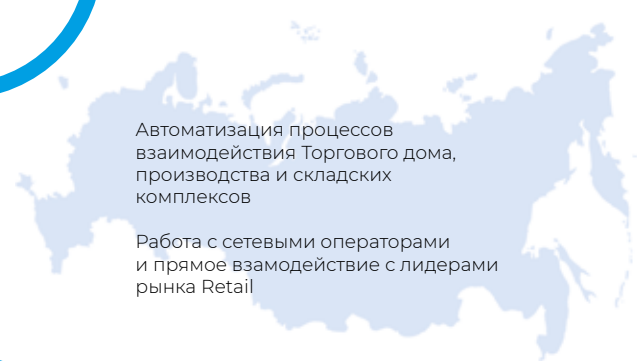 Автоматизация процессов
взаимодействия Торгового дома,
производства и складских
комплексов
Работа с сетевыми операторами
и прямое взамодействие с лидерами
рынка Retail